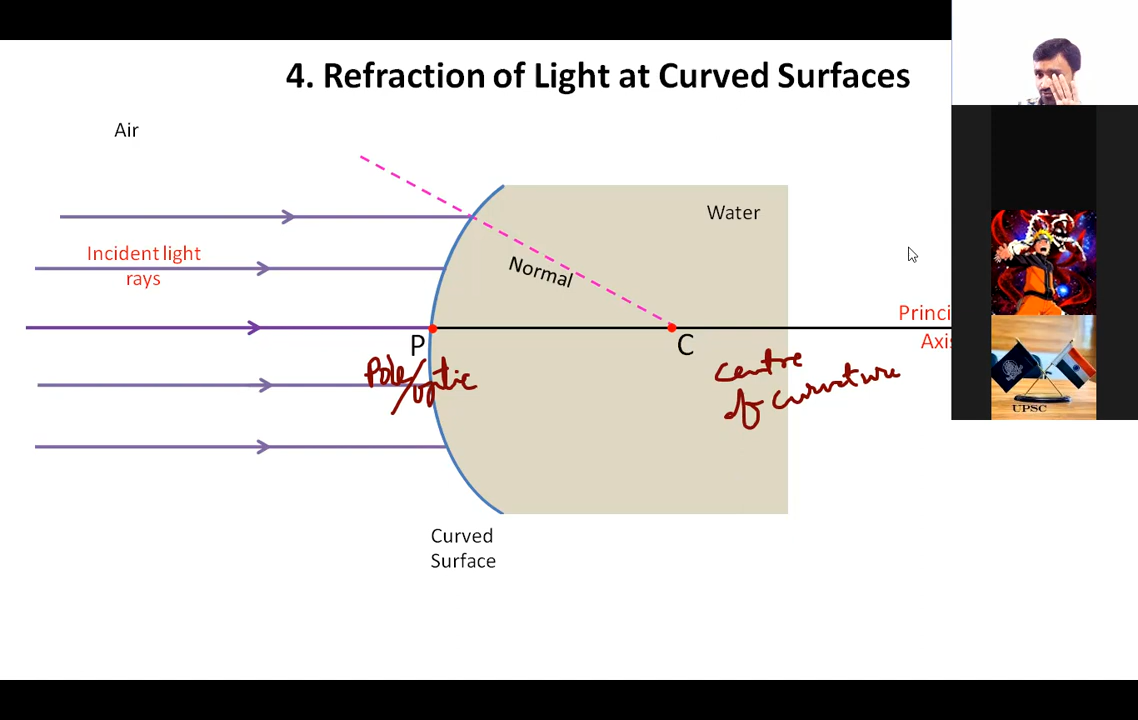 4. Refraction of Light at Curved Surfaces
Air
Water
Incident light
rays
Normal
Princi
Axis
P
C
Pole/optic
centre
of curvature
UPSC
Curved
Surface